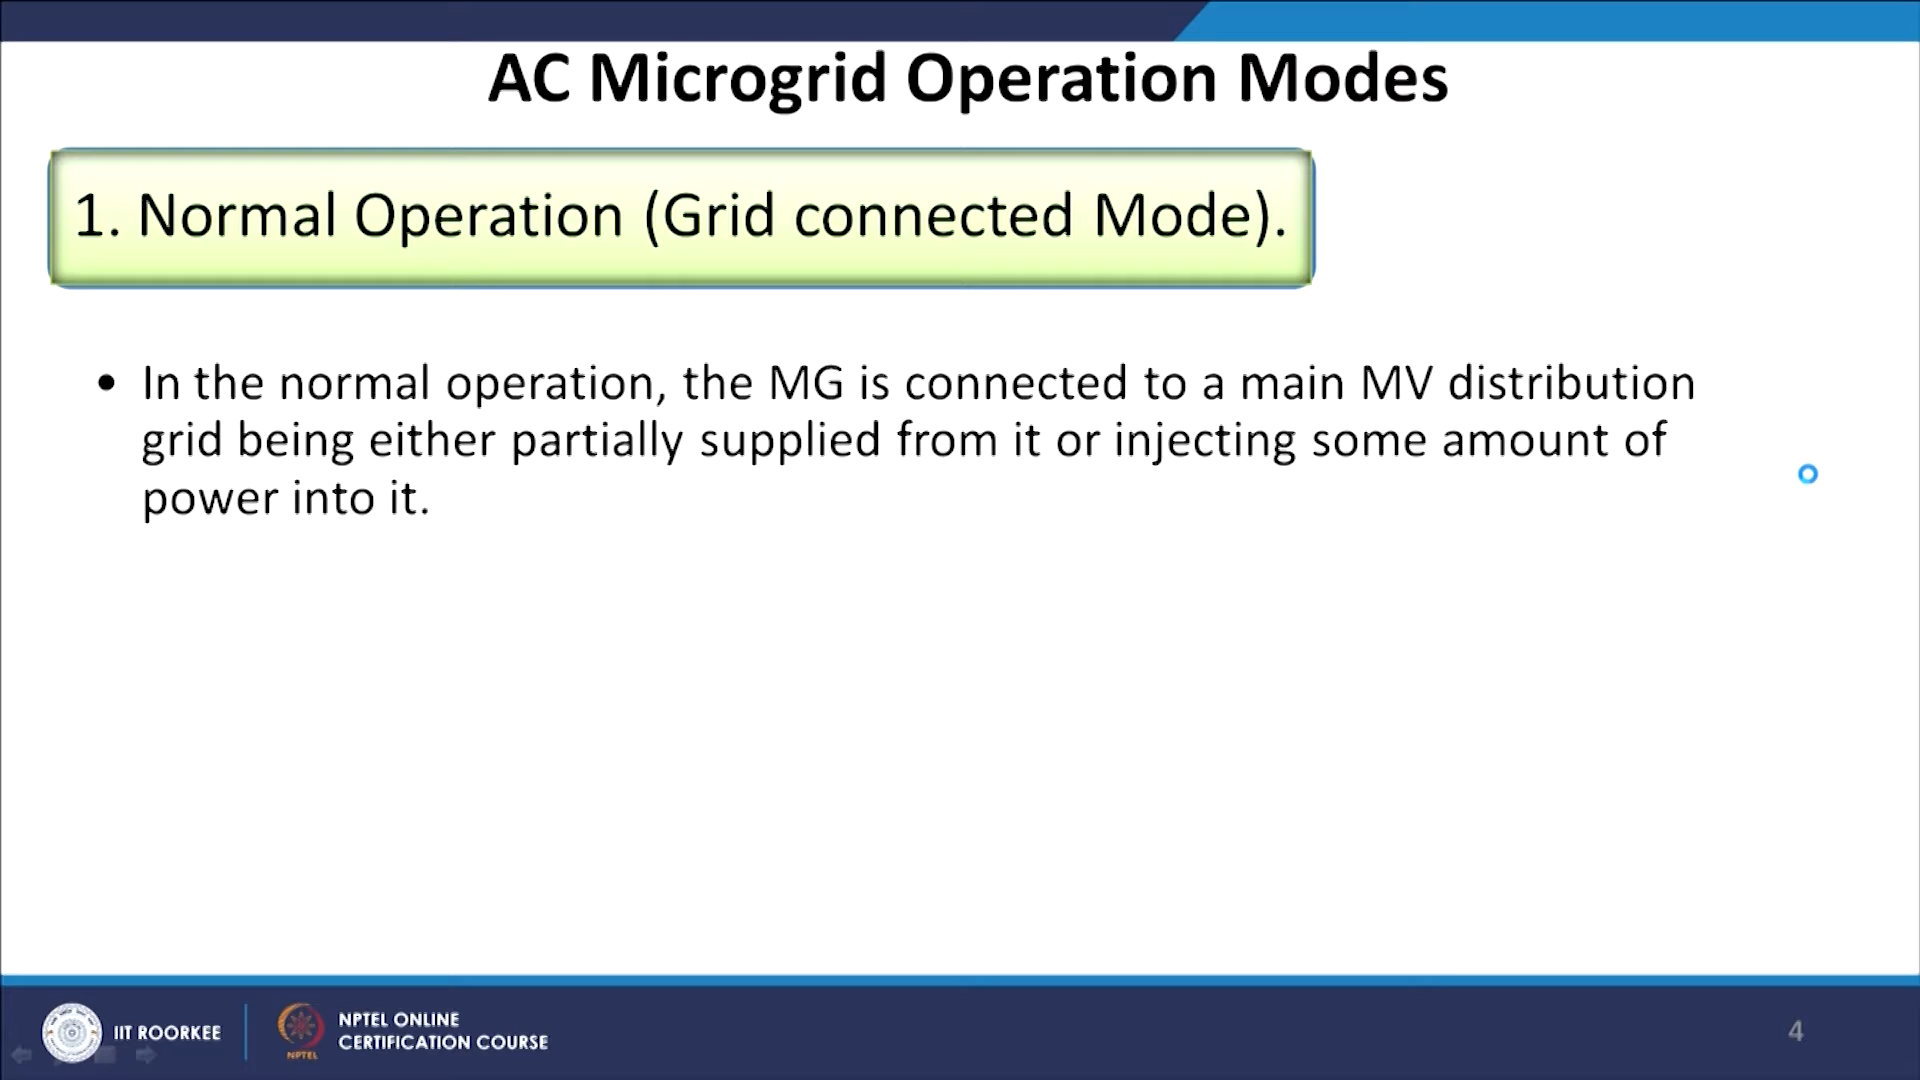 AC Microgrid Operation Modes
1. Normal Operation (Grid connected Mode).
• In the normal operation, the MG is connected to a main MV distribution
grid being either partially supplied from it or injecting some amount of
power into it.
IIT ROORKEE
NPTEL
NPTEL ONLINE
CERTIFICATION COURSE
4